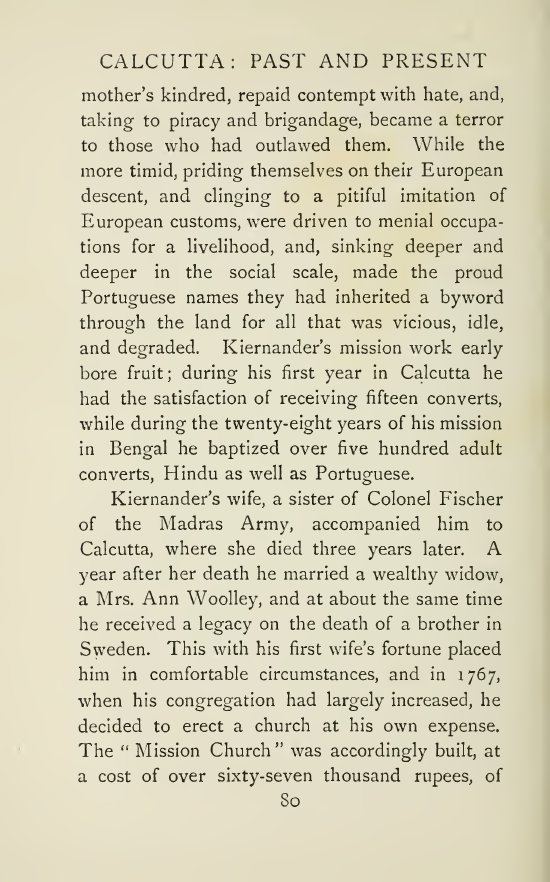 CALCUTTA: PAST AND PRESENT
mother's kindred, repaid contempt with hate, and,
taking to piracy and brigandage, became a terror
to those who had outlawed them. While the
more timid, priding themselves on their European
descent, and clinging to a pitiful imitation of
European customs, were driven to menial occupa-
tions for a livelihood, and, sinking deeper and
deeper in the social scale, made the proud
Portuguese names they had inherited a byword
through the land for all that was vicious, idle,
and degraded. Kiernander's mission work early
bore fruit; during his first year in Calcutta he
had the satisfaction of receiving fifteen converts,
while during the twenty-eight years of his mission
in Bengal he baptized over five hundred adult
converts, Hindu as well as Portuguese.
Kiernander's wife, a sister of Colonel Fischer
of the Madras Army, accompanied him to
Calcutta, where she died three years later. A
year after her death he married a wealthy widow,
a Mrs. Ann Woolley, and at about the same time
he received a legacy on the death of a brother in
Sweden. This with his first wife's fortune placed
him in comfortable circumstances, and in 1767,
when his congregation had largely increased, he
decided to erect a church at his own expense.
The "Mission Church" was accordingly built, at
a cost of over sixty-seven thousand rupees, of
80